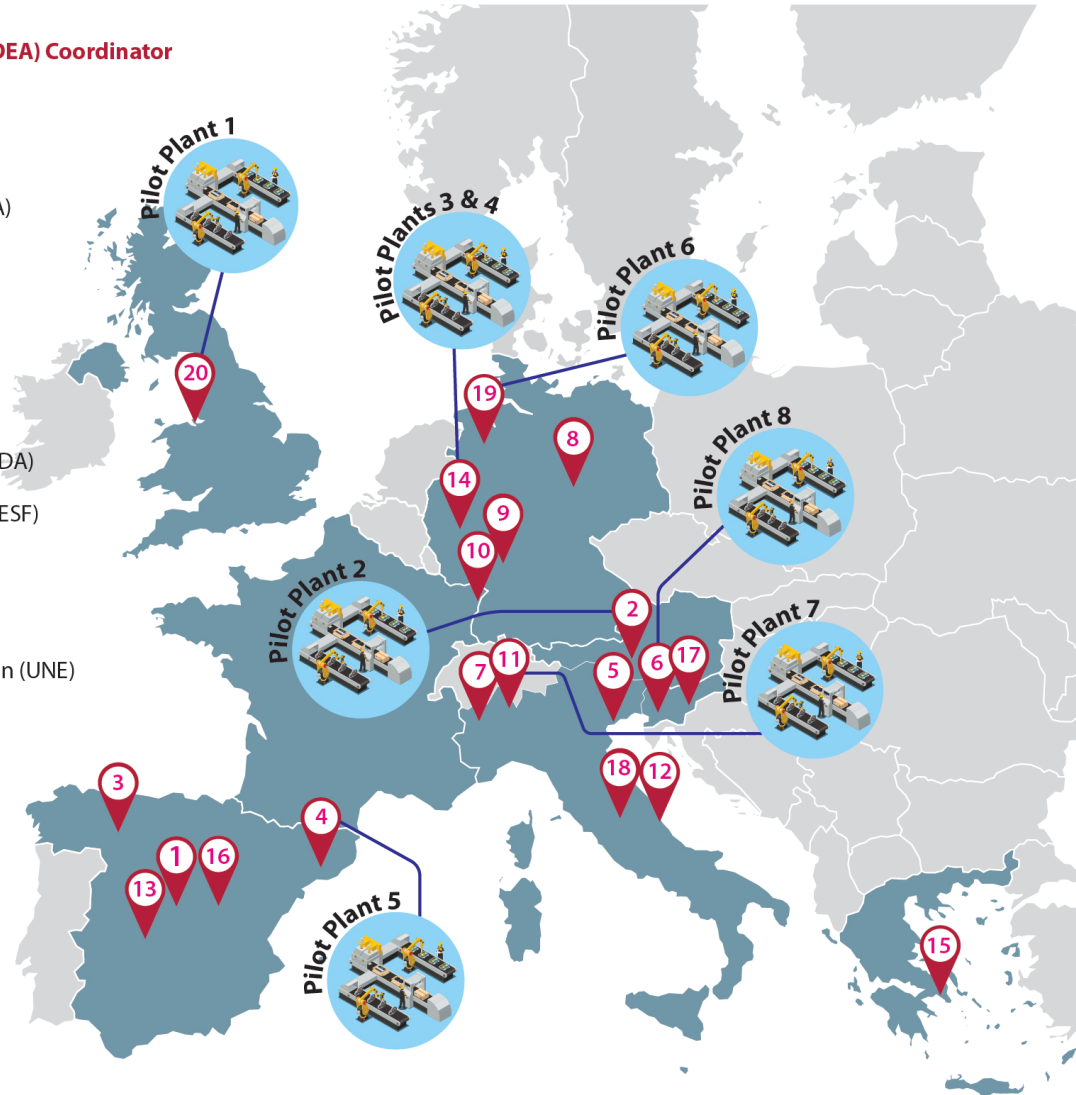 DEA) Coordinator
Pilot Plant 1
A)
Pilot Plants 3 & 4
Pilot Plant 6
20
19
8
Pilot Plant 8
DA)
14
9
ESF)
10
Pilot Plant 2
2
Pilot Plant 7
n (UNE)
7
11
5
6
17
3
18
12
4
1
16
13
Pilot Plant 5
15